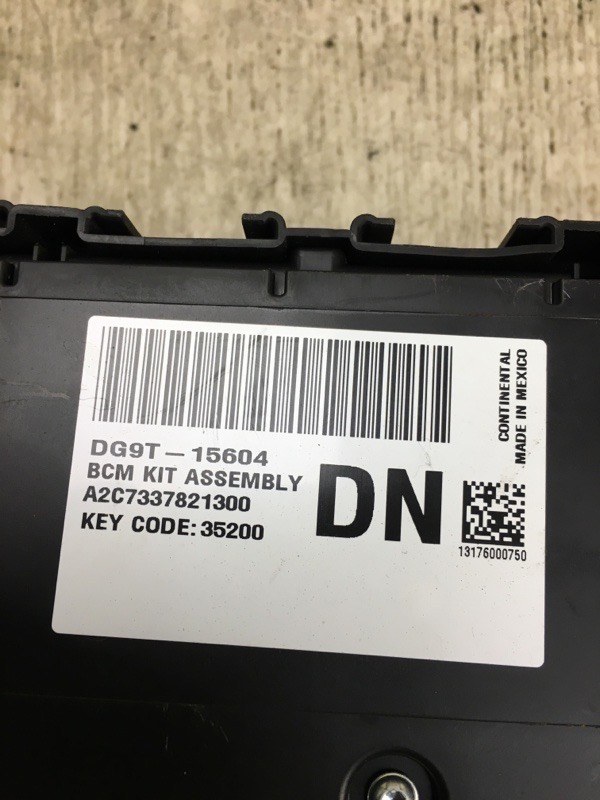 DG9T-15604
BCM KIT ASSEMBLY
A2C7337821300
KEY CODE: 35200
DN
CONTINENTAL
MADE IN MEXICO
13176000750